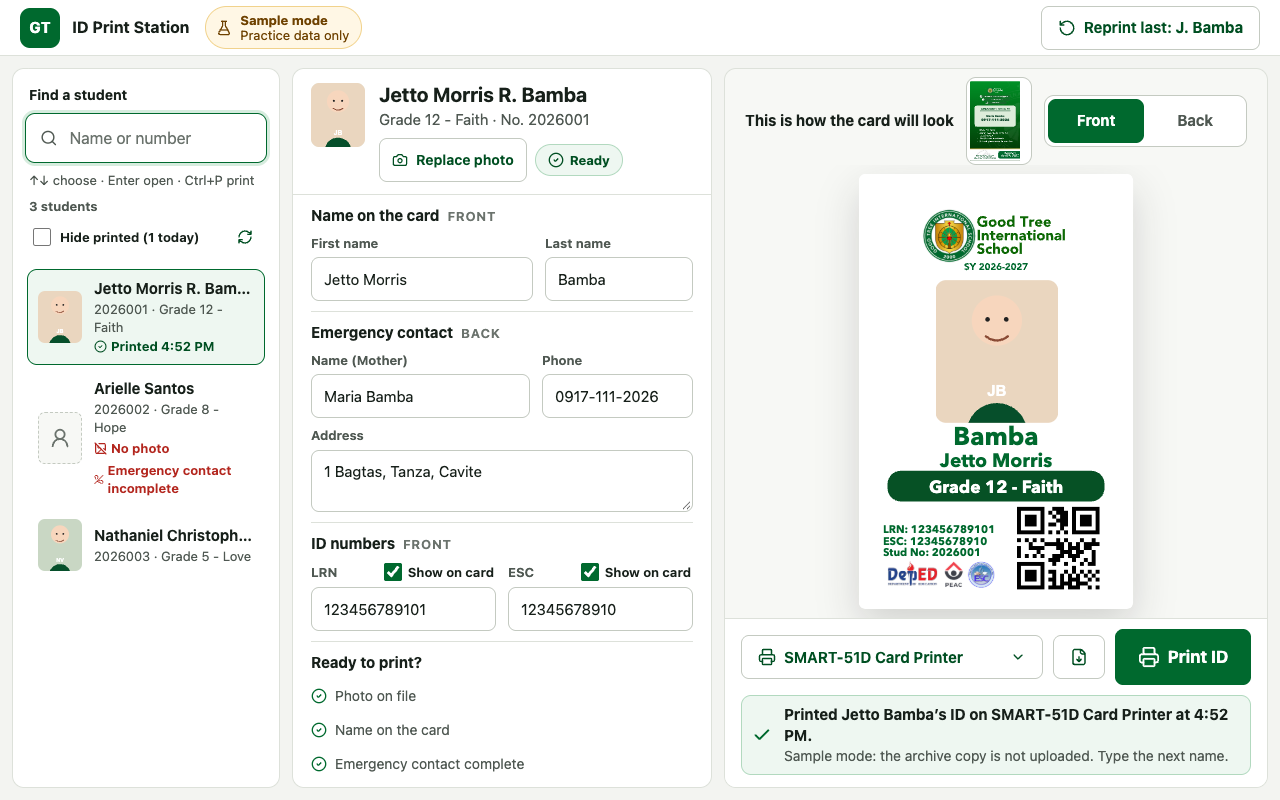 GT
ID Print Station
Sample mode
Practice data only
Reprint last: J. Bamba
Find a student
Name or number
↑↓ choose · Enter open · Ctrl+P print
3 students
Hide printed (1 today)
JB
Jetto Morris R. Bam...
2026001 · Grade 12 -
Faith
Printed 4:52 PM
Arielle Santos
2026002 · Grade 8 -
Hope
No photo
Emergency contact
incomplete
Nathaniel Christoph...
2026003 · Grade 5 - Love
JB
Jetto Morris R. Bamba
Grade 12 - Faith · No. 2026001
Replace photo
Ready
Name on the card FRONT
First name
Last name
Jetto Morris
Bamba
Emergency contact BACK
Name (Mother)
Phone
Maria Bamba
0917-111-2026
Address
1 Bagtas, Tanza, Cavite
ID numbers FRONT
LRN
Show on card
ESC
Show on card
123456789101
12345678910
Ready to print?
Photo on file
Name on the card
Emergency contact complete
This is how the card will look
Front
Back
Good Tree
International
School
SY 2026-2027
JB
Bamba
Jetto Morris
Grade 12 - Faith
LRN: 123456789101
ESC: 12345678910
Stud No: 2026001
DepED
PEAC
ESC
SMART-51D Card Printer
Print ID
Printed Jetto Bamba’s ID on SMART-51D Card Printer at 4:52
PM.
Sample mode: the archive copy is not uploaded. Type the next name.